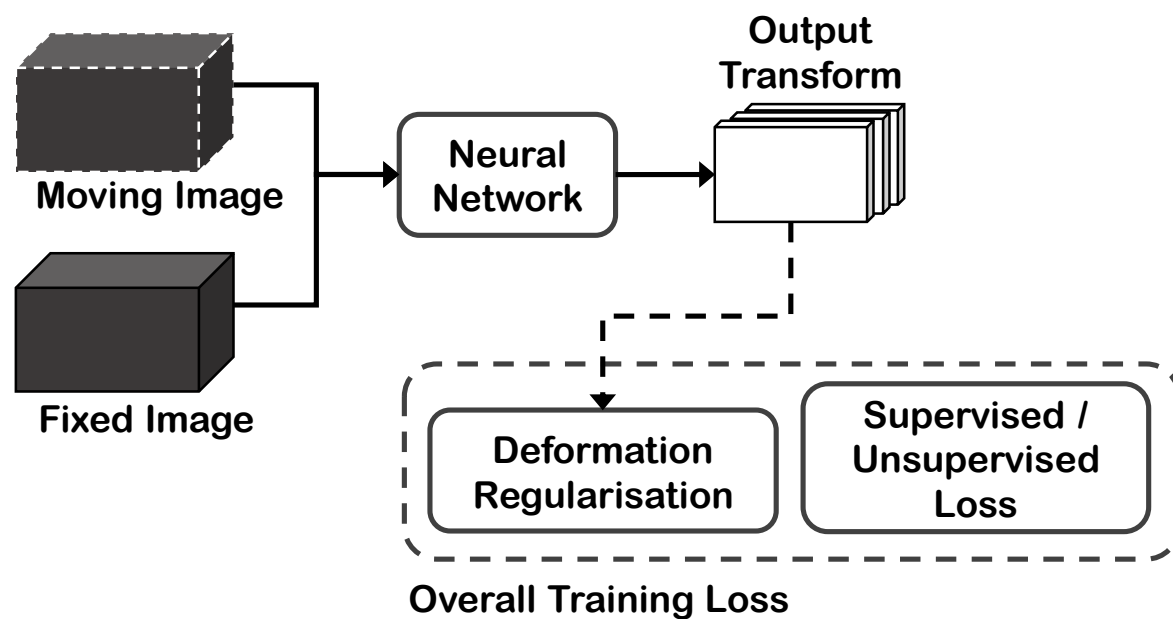 Moving Image
Fixed Image
Neural
Network
Output
Transform
Deformation
Regularisation
Supervised /
Unsupervised
Loss
Overall Training Loss